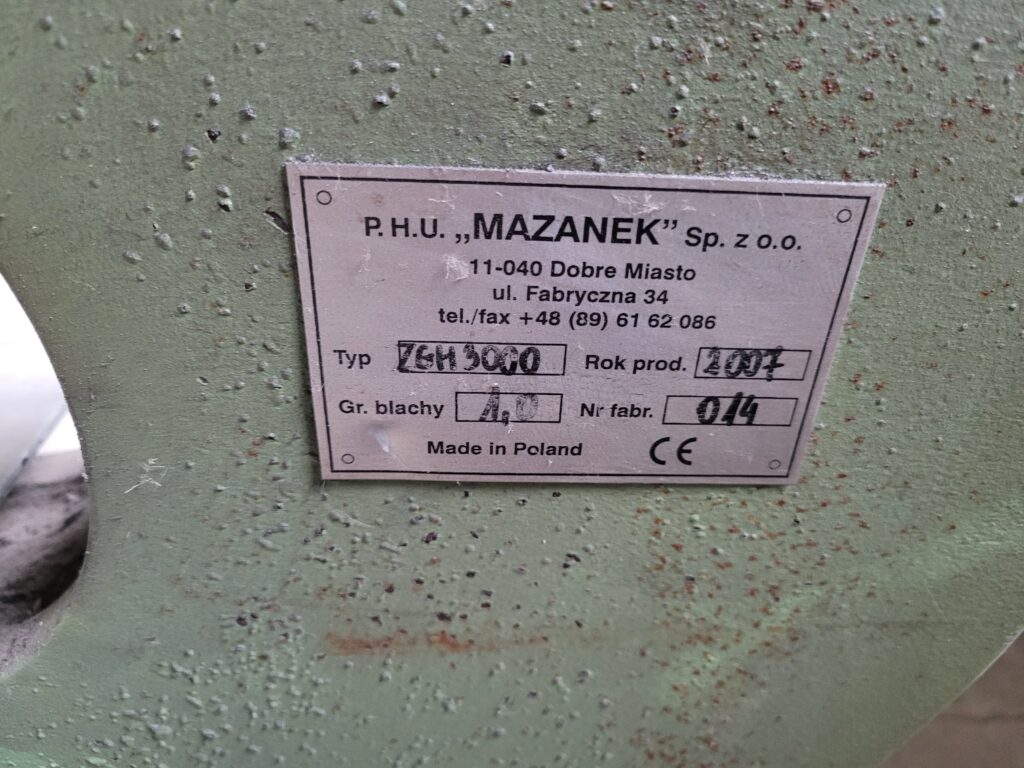 P.H.U. „MAZANEK” Sp. z o.o.
11-040 Dobre Miasto
ul. Fabryczna 34
tel./fax +48 (89) 61 62 086
Typ ZGH 3000 Rok prod. 2007
Gr. blachy 1,0 Nr fabr. 014
Made in Poland CE